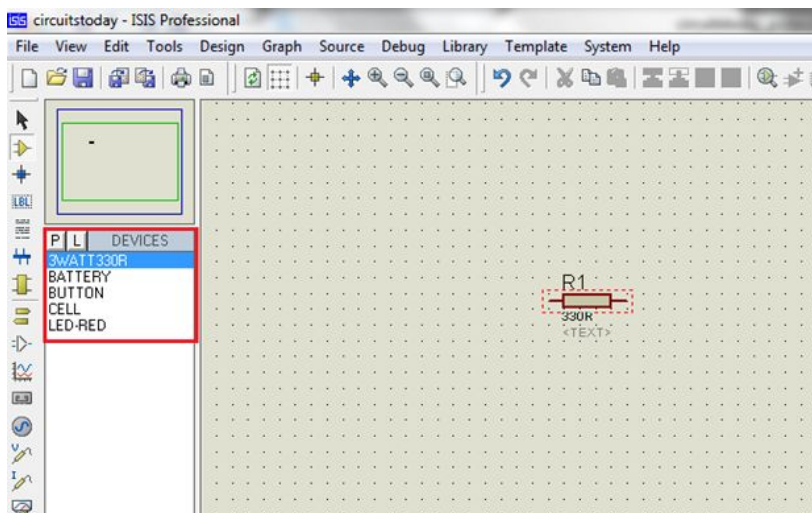 ISIS circuitstoday - ISIS Professional
File View Edit Tools Design Graph Source Debug Library Template System Help
LBL
P L DEVICES
3WATT330R
BATTERY
BUTTON
CELL
LED-RED
R1
330R
<TEXT>
V
I